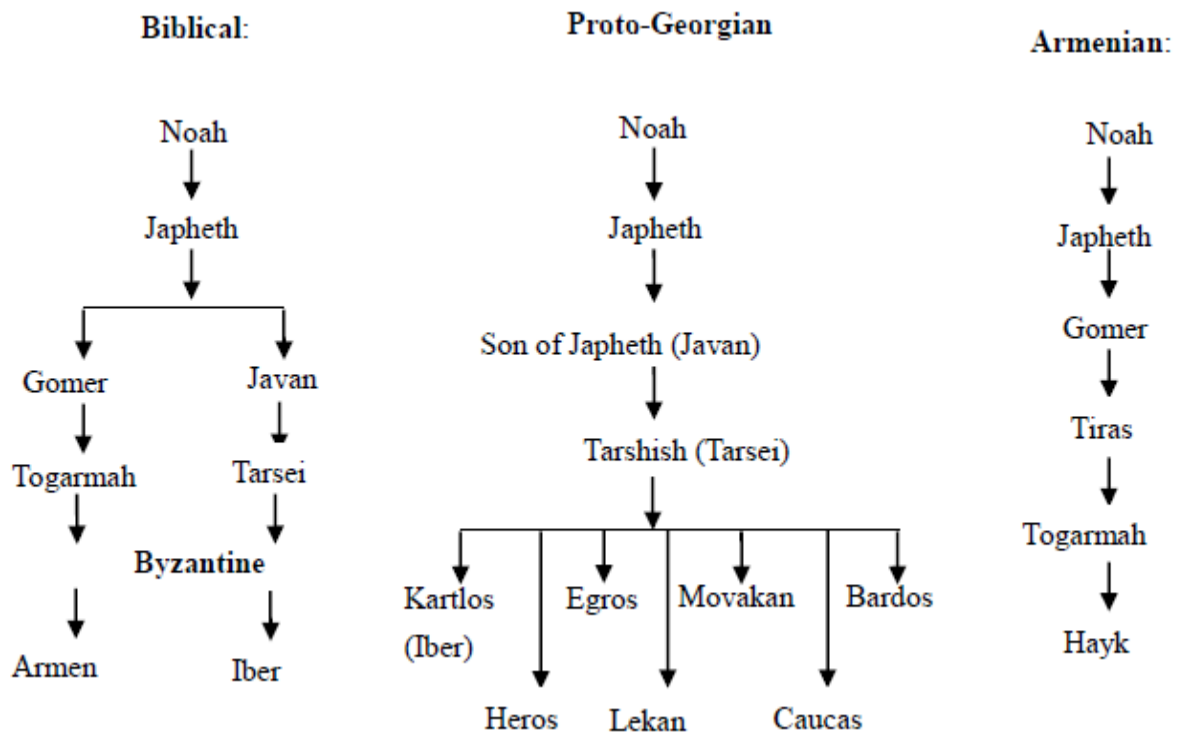 Biblical:
Noah
Japheth
Gomer
Javan
Togarmah
Tarsei
Byzantine
Armen
Iber
Proto-Georgian
Noah
Japheth
Son of Japheth (Javan)
Tarshish (Tarsei)
Kartlos
(Iber)
Egros
Movakan
Bardos
Heros
Lekan
Caucas
Armenian:
Noah
Japheth
Gomer
Tiras
Togarmah
Hayk